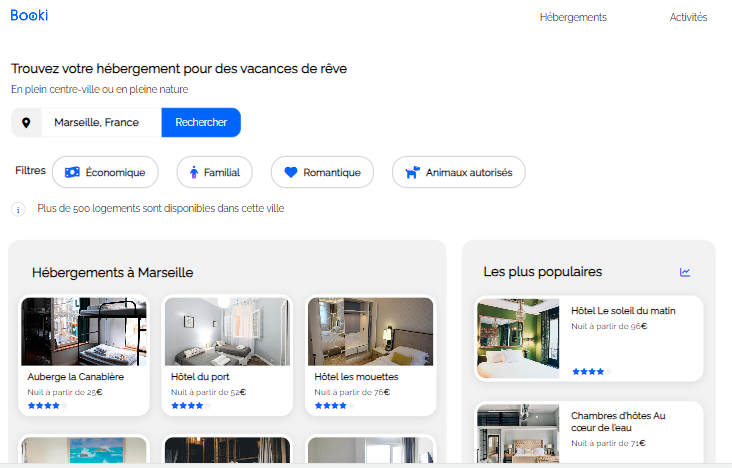 Booki
Hébergements
Activités
Trouvez votre hébergement pour des vacances de rêve
En plein centre-ville ou en pleine nature
Marseille, France
Rechercher
Filtres
Économique
Familial
Romantique
Animaux autorisés
i
Plus de 500 logements sont disponibles dans cette ville
Hébergements à Marseille
Auberge la Canabière
Nuit à partir de 25€
Hôtel du port
Nuit à partir de 52€
Hôtel les mouettes
Nuit à partir de 76€
Les plus populaires
Hôtel Le soleil du matin
Nuit à partir de 96€
Chambres d'hôtes Au
cœur de l'eau
Nuit à partir de 71€